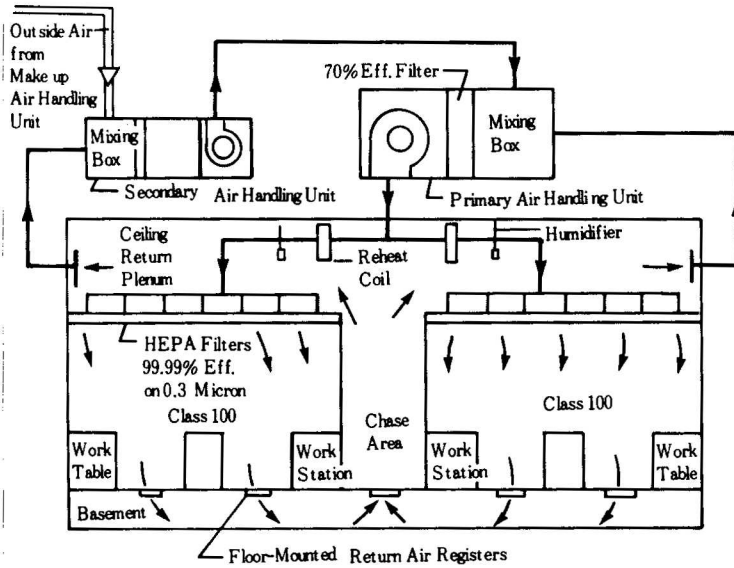 Outside Air
from
Make up
Air Handling
Unit
70% Eff. Filter
Mixing
Box
Mixing
Box
Secondary Air Handling Unit
Primary Air Handling Unit
Ceiling
Return
Plenum
Reheat
Coil
Humidifier
HEPA Filters
99.99% Eff.
on 0.3 Micron
Class 100
Class 100
Chase
Area
Work
Table
Work
Station
Work
Station
Work
Table
Basement
Floor-Mounted Return Air Registers